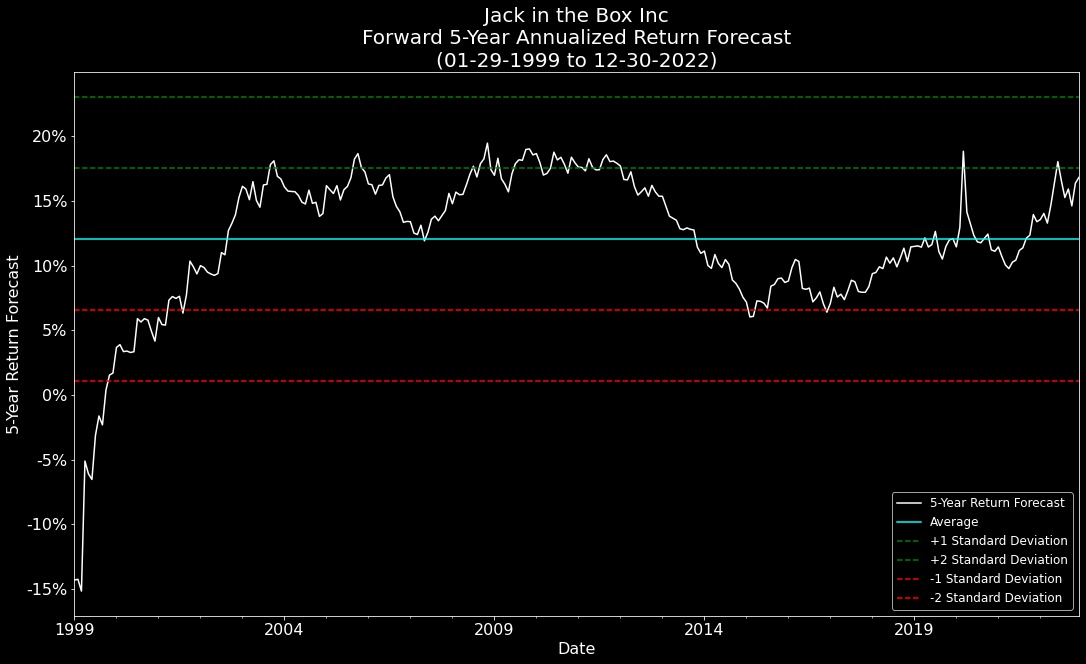 Jack in the Box Inc
Forward 5-Year Annualized Return Forecast
(01-29-1999 to 12-30-2022)
20%
15%
10%
5%
0%
-5%
-10%
-15%
5-Year Return Forecast
1999
2004
2009
2014
2019
Date
5-Year Return Forecast
Average
+1 Standard Deviation
+2 Standard Deviation
-1 Standard Deviation
-2 Standard Deviation